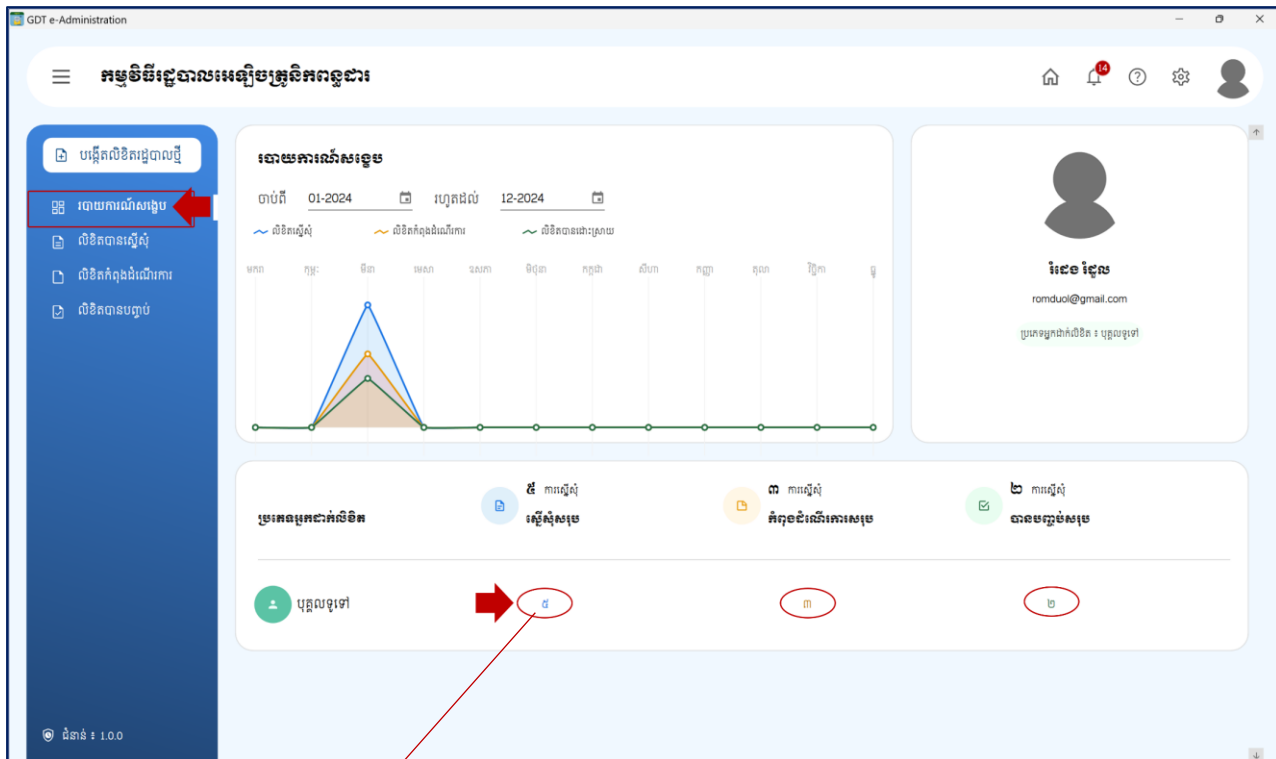 GDT e-Administration
កម្មវិធីរដ្ឋបាលអេឡិចត្រូនិកពន្ធដារ
14
បង្កើតលិខិតរដ្ឋបាលថ្មី
របាយការណ៍សង្ខេប
លិខិតបានស្នើសុំ
លិខិតកំពុងដំណើរការ
លិខិតបានបញ្ចប់
ជំនាន់ ៖ 1.0.0
របាយការណ៍សង្ខេប
ចាប់ពី 01-2024 រហូតដល់ 12-2024
លិខិតស្នើសុំ លិខិតកំពុងដំណើរការ លិខិតបានដោះស្រាយ
មករា កុម្ភៈ មីនា មេសា ឧសភា មិថុនា កក្កដា សីហា កញ្ញា តុលា វិច្ឆិកា ធ្នូ
រំដេង រំដួល
romduol@gmail.com
ប្រភេទអ្នកដាក់លិខិត ៖ បុគ្គលទូទៅ
៥ ការស្នើសុំ ៣ ការស្នើសុំ ២ ការស្នើសុំ
ប្រភេទអ្នកដាក់លិខិត ស្នើសុំសរុប កំពុងដំណើរការសរុប បានបញ្ចប់សរុប
បុគ្គលទូទៅ ៥ ៣ ២